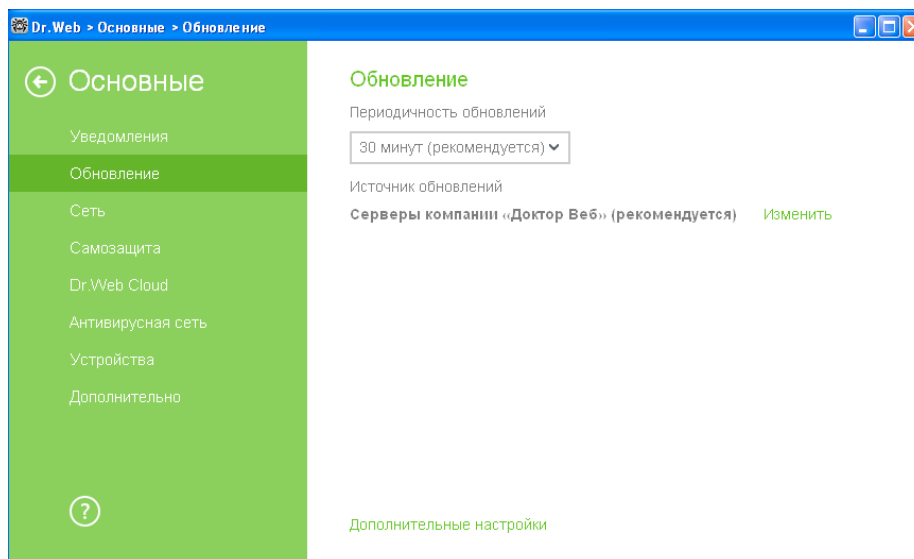 Dr.Web > Основные > Обновление
Основные
Уведомления
Обновление
Сеть
Самозащита
Dr.Web Cloud
Антивирусная сеть
Устройства
Дополнительно
?
Обновление
Периодичность обновлений
30 минут (рекомендуется)
Источник обновлений
Серверы компании «Доктор Веб» (рекомендуется) Изменить
Дополнительные настройки